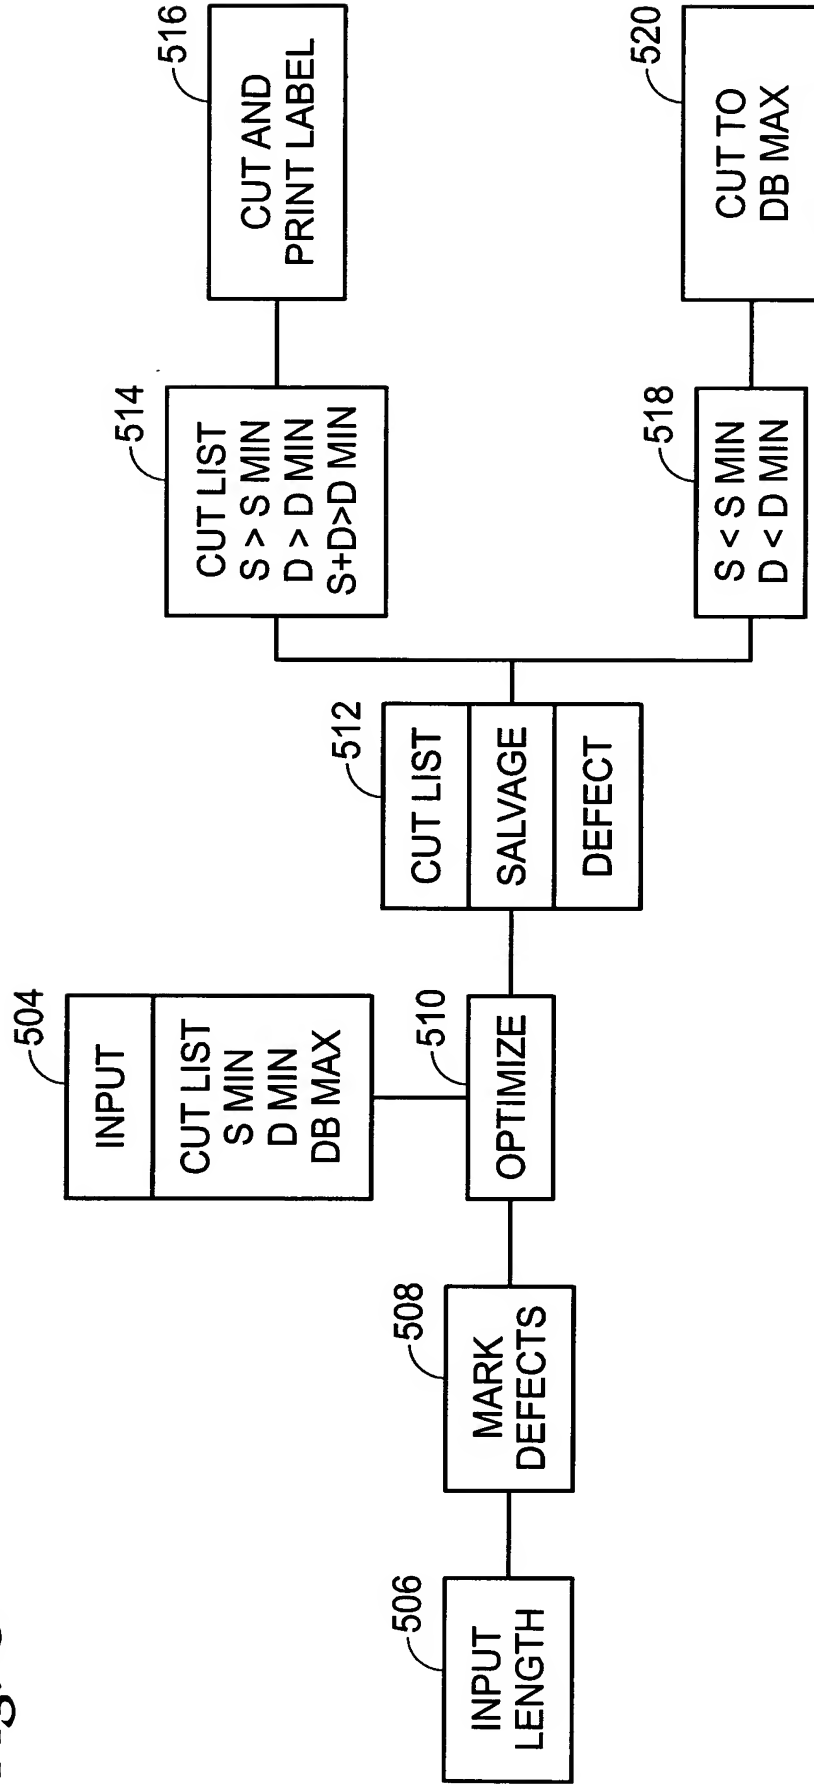 506
INPUT
LENGTH
508
MARK
DEFECTS
504
INPUT
CUT LIST
S MIN
D MIN
DB MAX
510
OPTIMIZE
512
CUT LIST
SALVAGE
DEFECT
514
CUT LIST
S > S MIN
D > D MIN
S+D>D MIN
516
CUT AND
PRINT LABEL
518
S < S MIN
D < D MIN
520
CUT TO
DB MAX